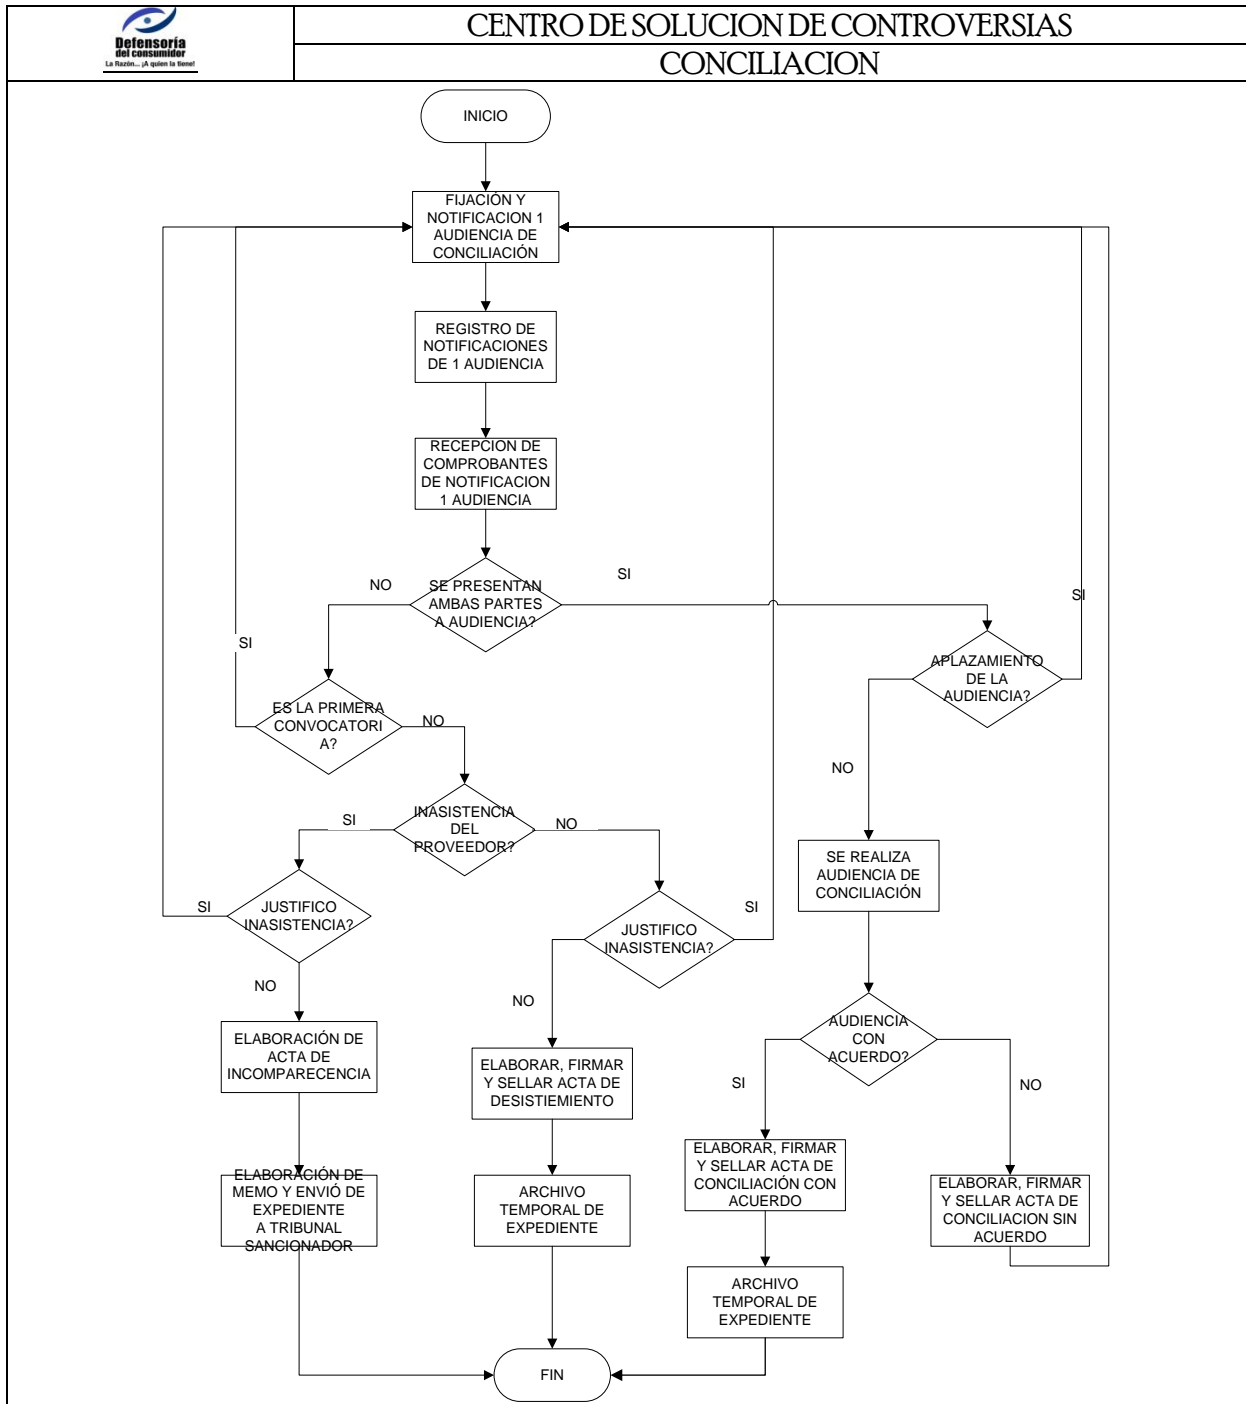 Defensoría
del consumidor
La Razón... ¡A quien la tiene!
CENTRO DE SOLUCION DE CONTROVERSIAS
CONCILIACION
INICIO
FIJACIÓN Y
NOTIFICACION 1
AUDIENCIA DE
CONCILIACIÓN
REGISTRO DE
NOTIFICACIONES
DE 1 AUDIENCIA
RECEPCION DE
COMPROBANTES
DE NOTIFICACION
1 AUDIENCIA
SE PRESENTAN
AMBAS PARTES
A AUDIENCIA?
NO
SI
SI
APLAZAMIENTO
DE LA
AUDIENCIA?
SI
NO
ES LA PRIMERA
CONVOCATORI
A?
NO
INASISTENCIA
DEL
PROVEEDOR?
SI
NO
SE REALIZA
AUDIENCIA DE
CONCILIACIÓN
JUSTIFICO
INASISTENCIA?
SI
NO
JUSTIFICO
INASISTENCIA?
SI
NO
AUDIENCIA
CON
ACUERDO?
SI
NO
ELABORACIÓN DE
ACTA DE
INCOMPARECENCIA
ELABORAR, FIRMAR
Y SELLAR ACTA DE
DESISTIEMIENTO
ELABORAR, FIRMAR
Y SELLAR ACTA DE
CONCILIACIÓN CON
ACUERDO
ELABORAR, FIRMAR
Y SELLAR ACTA DE
CONCILIACION SIN
ACUERDO
ELABORACIÓN DE
MEMO Y ENVIÓ DE
EXPEDIENTE
A TRIBUNAL
SANCIONADOR
ARCHIVO
TEMPORAL DE
EXPEDIENTE
ARCHIVO
TEMPORAL DE
EXPEDIENTE
FIN